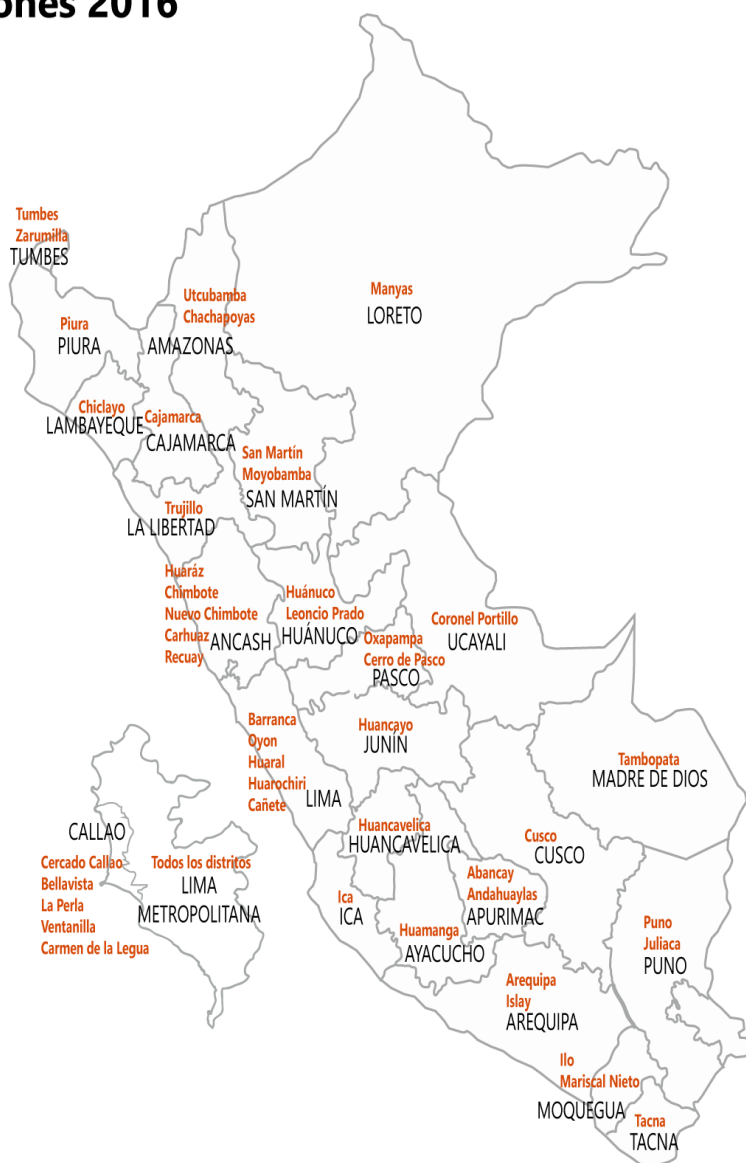 ones 2016
Tumbes
Zarumilla
TUMBES
Utcubamba
Chachapoyas
AMAZONAS
Manyas
LORETO
Piura
PIURA
Chiclayo
LAMBAYEQUE
Cajamarca
CAJAMARCA
San Martín
Moyobamba
SAN MARTÍN
Trujillo
LA LIBERTAD
Huaráz
Chimbote
Nuevo Chimbote
Carhuaz
Recuay
ANCASH
Huánuco
Leoncio Prado
HUÁNUCO
Oxapampa
Cerro de Pasco
PASCO
Coronel Portillo
UCAYALI
Barranca
Oyon
Huaral
Huarochiri
Cañete
LIMA
Huancayo
JUNÍN
Tambopata
MADRE DE DIOS
CALLAO
Cercado Callao
Bellavista
La Perla
Ventanilla
Carmen de la Legua
Todos los distritos
LIMA
METROPOLITANA
Huancavelica
HUANCAVELICA
Cusco
CUSCO
Ica
ICA
Abancay
Andahuaylas
APURIMAC
Huamanga
AYACUCHO
Puno
Juliaca
PUNO
Arequipa
Islay
AREQUIPA
Ilo
Mariscal Nieto
MOQUEGUA
Tacna
TACNA